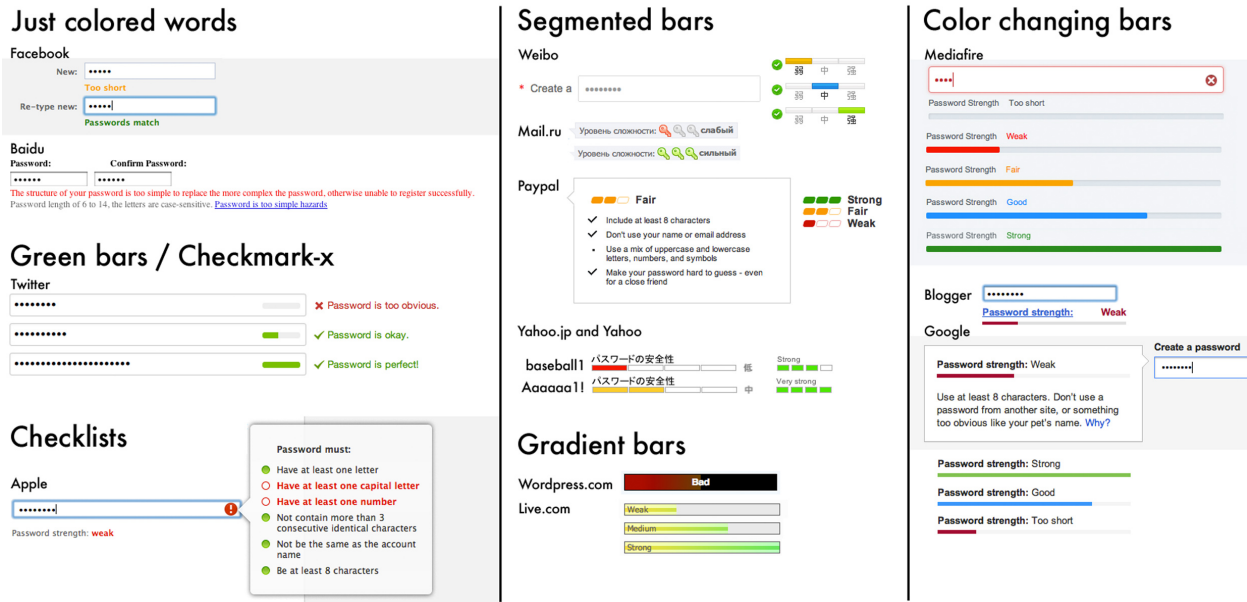 Just colored words
Facebook
New: •••••
Too short
Re-type new: •••••
Passwords match
Baidu
Password: Confirm Password:
•••••• ••••••
The structure of your password is too simple to replace the more complex the password, otherwise unable to register successfully.
Password length of 6 to 14, the letters are case-sensitive. Password is too simple hazards
Green bars / Checkmark-x
Twitter
•••••••• Password is too obvious.
•••••••••• Password is okay.
•••••••••••••••••••••• Password is perfect!
Checklists
Apple
••••••••
Password strength: weak
Password must:
Have at least one letter
Have at least one capital letter
Have at least one number
Not contain more than 3
consecutive identical characters
Not be the same as the account
name
Be at least 8 characters
Segmented bars
Weibo
* Create a ••••••••
弱 中 强
弱 中 强
弱 中 强
Mail.ru
Уровень сложности: слабый
Уровень сложности: сильный
Paypal
Fair
Include at least 8 characters
Don't use your name or email address
Use a mix of uppercase and lowercase
letters, numbers, and symbols
Make your password hard to guess - even
for a close friend
Strong
Fair
Weak
Yahoo.jp and Yahoo
baseball1 パスワードの安全性 低 Strong
Aaaaaa1! パスワードの安全性 中 Very strong
Gradient bars
Wordpress.com Bad
Live.com
Weak
Medium
Strong
Color changing bars
Mediafire
••••
Password Strength Too short
Password Strength Weak
Password Strength Fair
Password Strength Good
Password Strength Strong
Blogger ••••••••
Password strength: Weak
Google
Create a password
••••••••
Password strength: Weak
Use at least 8 characters. Don't use a
password from another site, or something
too obvious like your pet's name. Why?
Password strength: Strong
Password strength: Good
Password strength: Too short